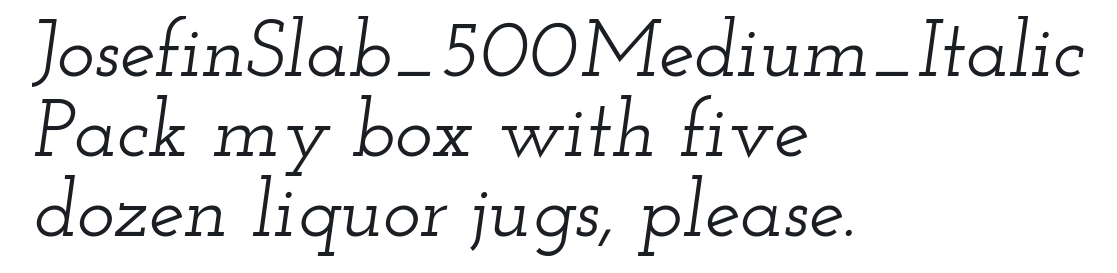 JosefinSlab_500Medium_Italic
Pack my box with five
dozen liquor jugs, please.